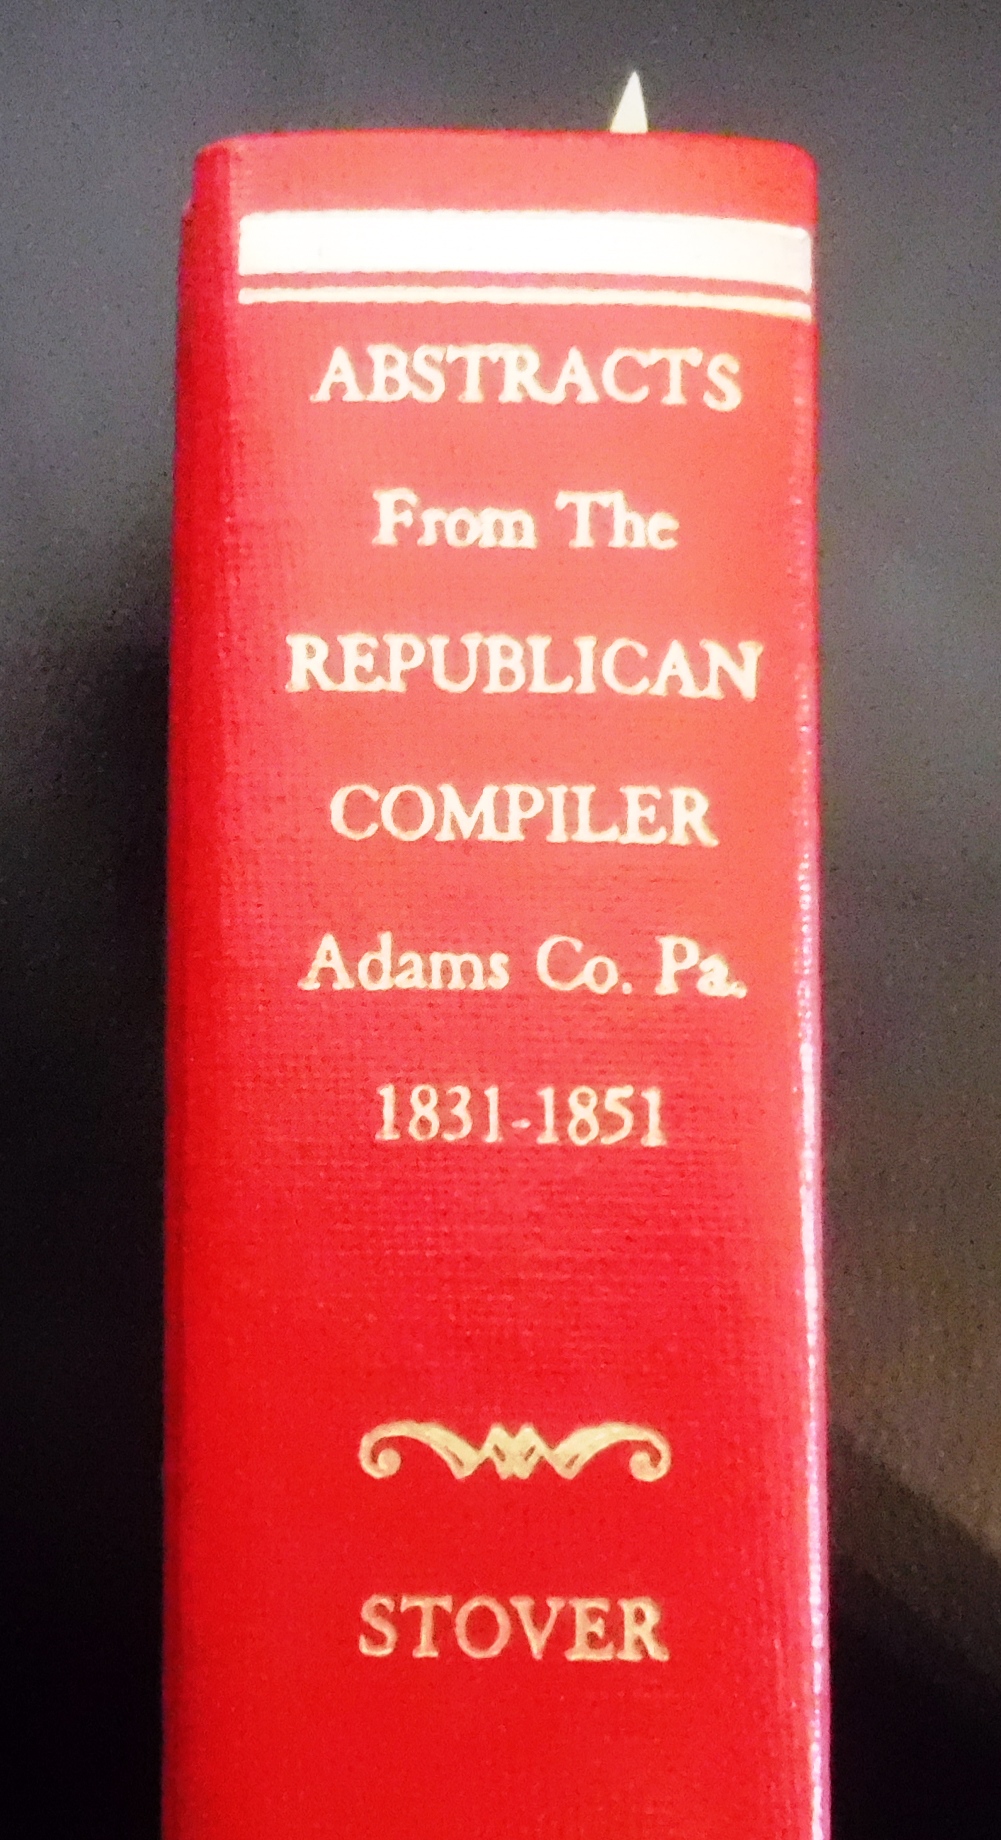 ABSTRACTS
From The
REPUBLICAN
COMPILER
Adams Co. Pa.
1831-1851
STOVER